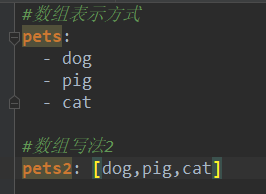 #数组表示方式
pets:
  - dog
  - pig
  - cat

#数组写法2
pets2: [dog,pig,cat]